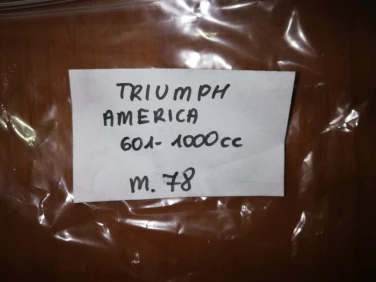 TRIUMPH
AMERICA
601-1000cc
m. 78